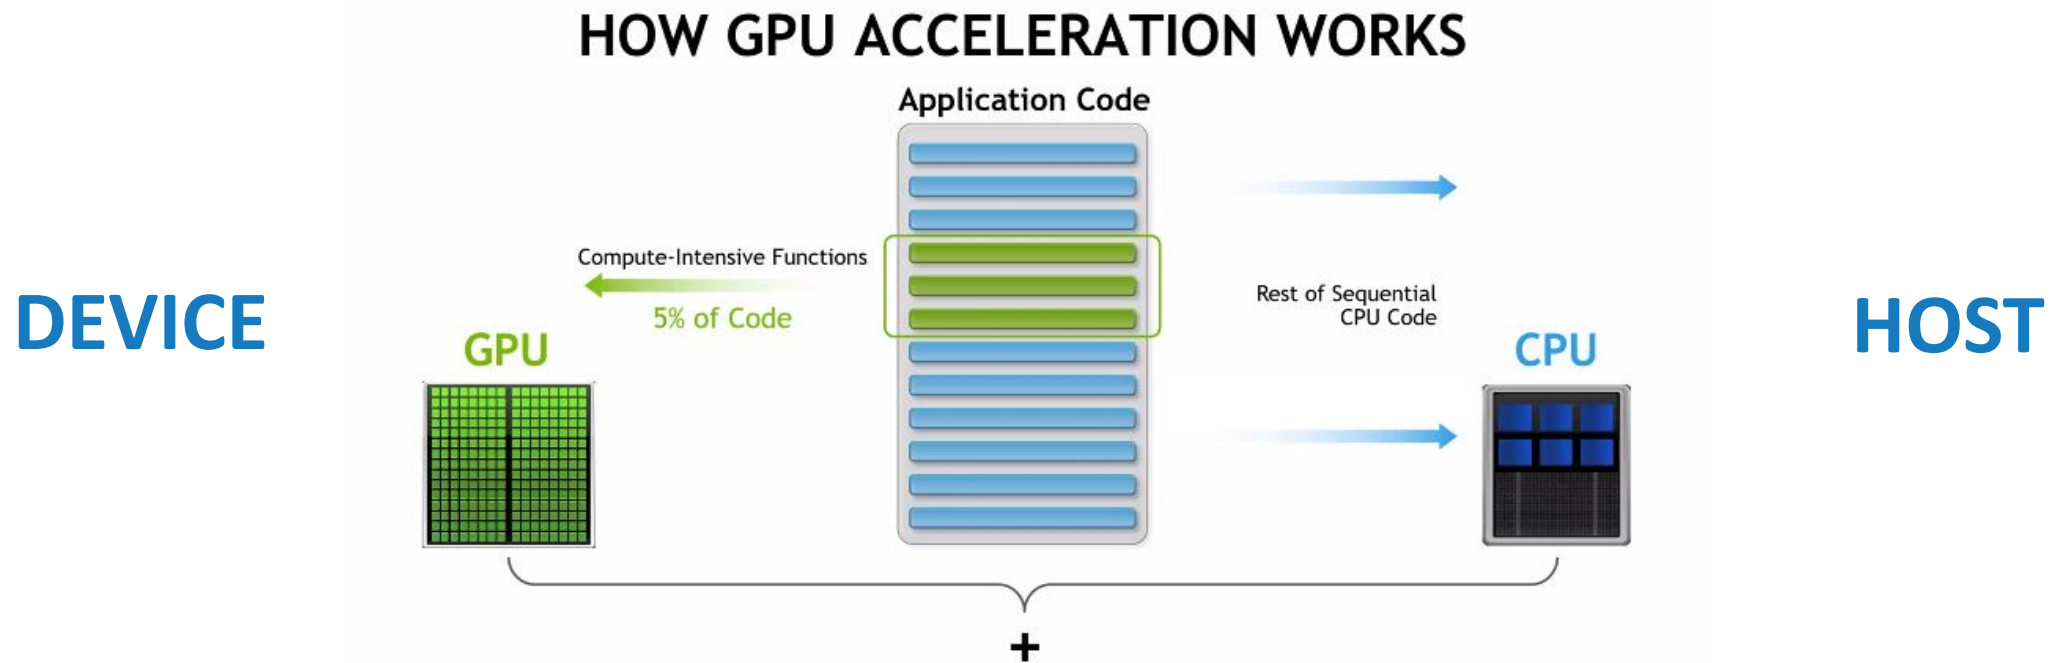 HOW GPU ACCELERATION WORKS
Application Code
Compute-Intensive Functions
5% of Code
Rest of Sequential
CPU Code
DEVICE
HOST
GPU
CPU
+